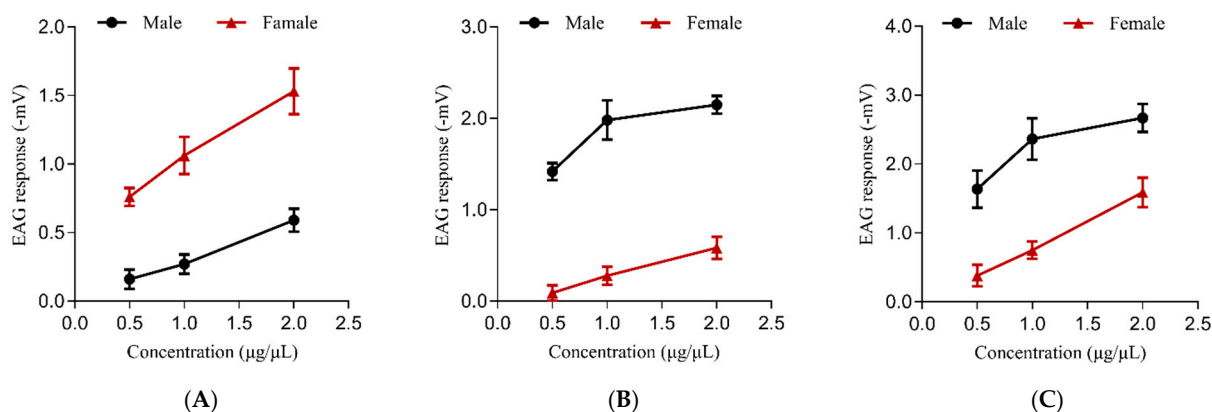 Male Famale
EAG response (-mV)
2.0
1.5
1.0
0.5
0.0
0.0 0.5 1.0 1.5 2.0 2.5
Concentration (µg/µL)
(A)
Male Female
EAG response (-mV)
3.0
2.0
1.0
0.0
0.0 0.5 1.0 1.5 2.0 2.5
Concentration (µg/µL)
(B)
Male Female
EAG response (-mV)
4.0
3.0
2.0
1.0
0.0
0.0 0.5 1.0 1.5 2.0 2.5
Concentration (µg/µL)
(C)